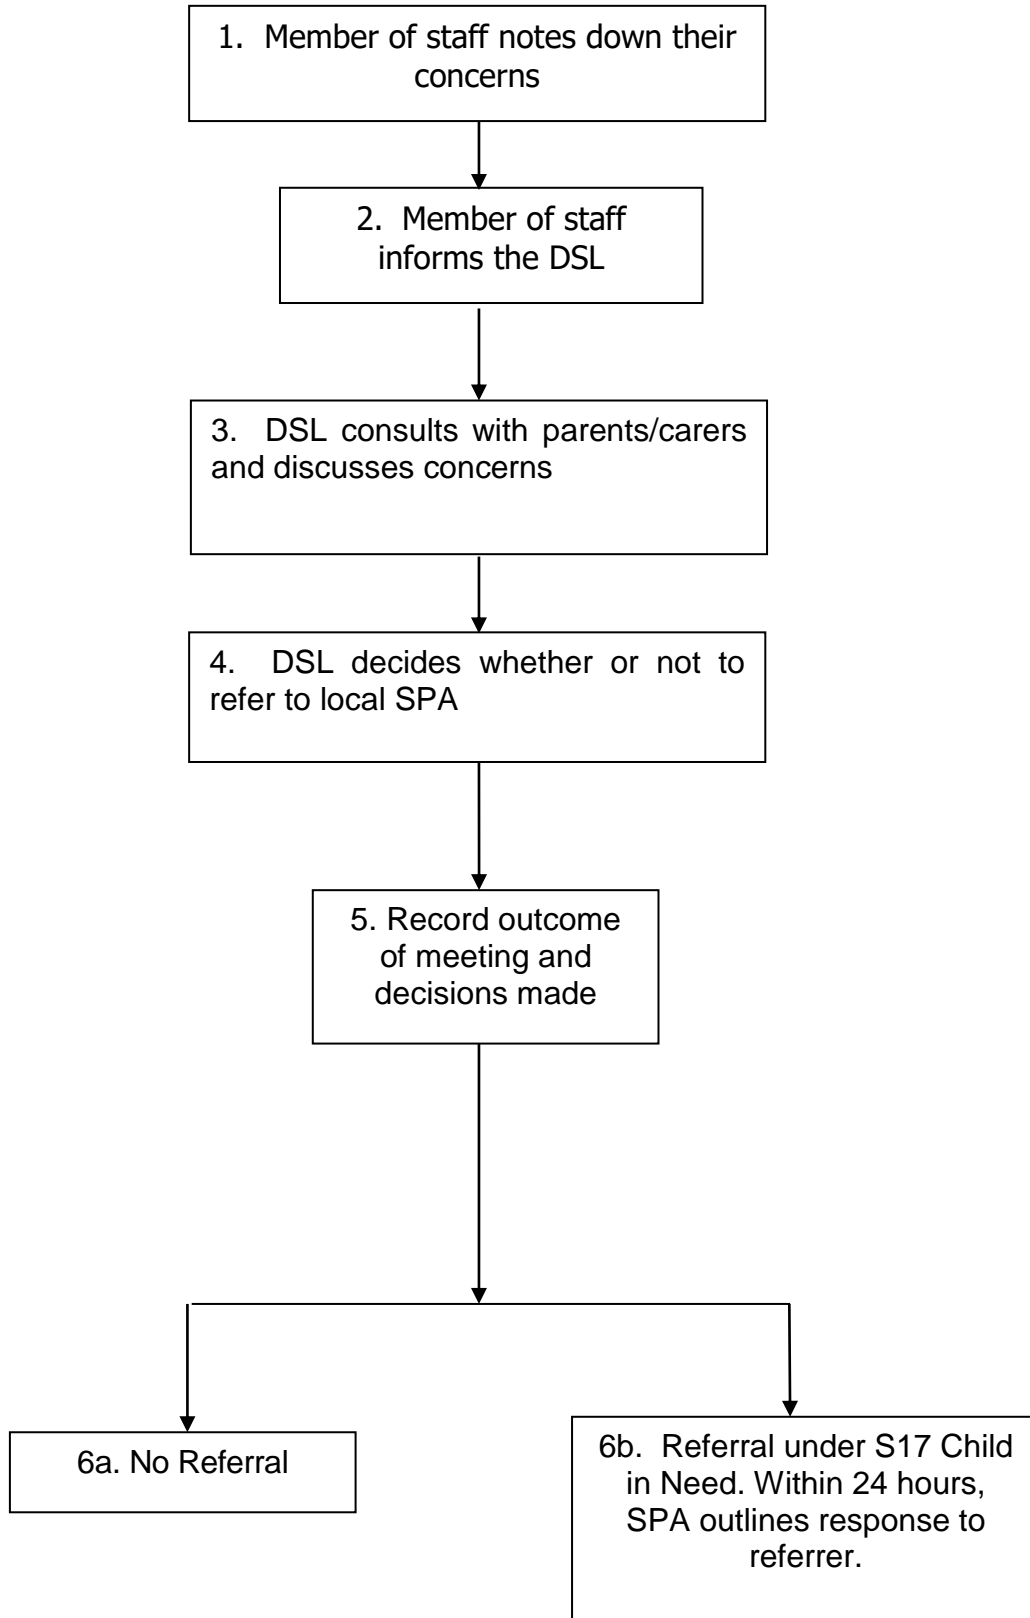 1. Member of staff notes down their
concerns
2. Member of staff
informs the DSL
3. DSL consults with parents/carers
and discusses concerns
4. DSL decides whether or not to
refer to local SPA
5. Record outcome
of meeting and
decisions made
6a. No Referral
6b. Referral under S17 Child
in Need. Within 24 hours,
SPA outlines response to
referrer.